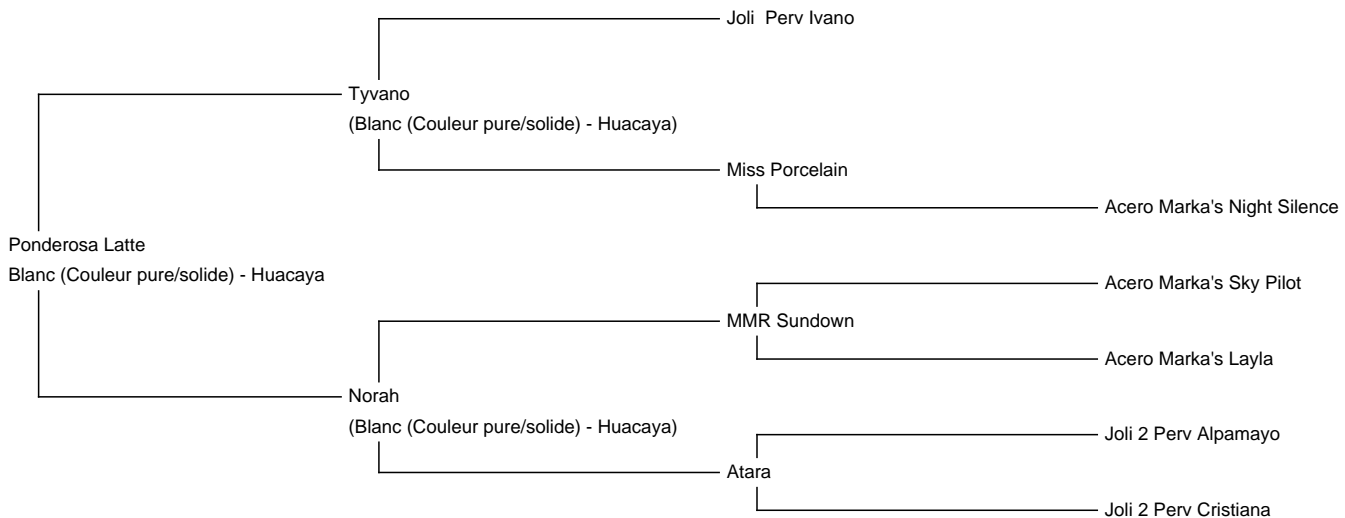 Joli  Perv Ivano
Tyvano
(Blanc (Couleur pure/solide) - Huacaya)
Miss Porcelain
Acero Marka's Night Silence
Ponderosa Latte
Blanc (Couleur pure/solide) - Huacaya
Acero Marka's Sky Pilot
MMR Sundown
Acero Marka's Layla
Norah
(Blanc (Couleur pure/solide) - Huacaya)
Joli 2 Perv Alpamayo
Atara
Joli 2 Perv Cristiana